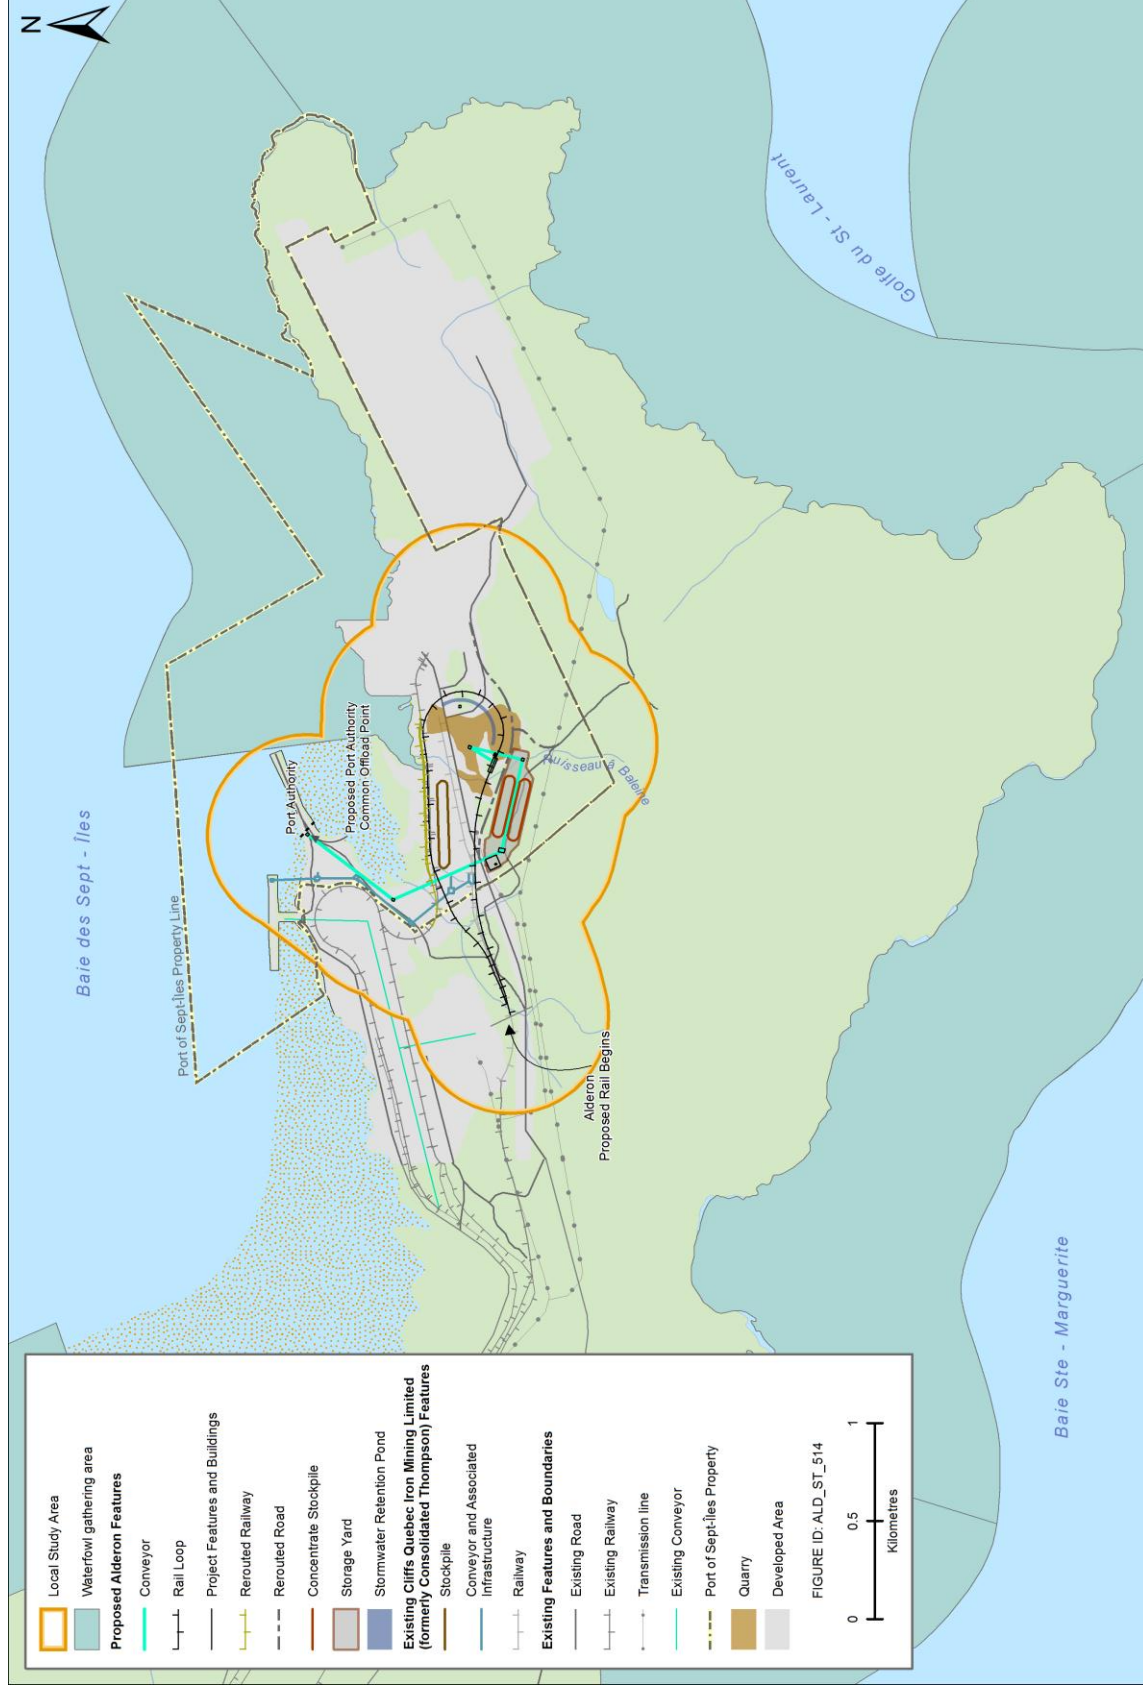 N
Baie des Sept - Îles
Port of Sept-Îles Property Line
Port Authority
Proposed Port Authority
Common Offload Point
Ruisseau à Baleine
Alderon
Proposed Rail Begins
Golfe du St - Laurent
Baie Ste - Marguerite
Local Study Area
Waterfowl gathering area
Proposed Alderon Features
Conveyor
Rail Loop
Project Features and Buildings
Rerouted Railway
Rerouted Road
Concentrate Stockpile
Storage Yard
Stormwater Retention Pond
Existing Cliffs Quebec Iron Mining Limited
(formerly Consolidated Thompson) Features
Stockpile
Conveyor and Associated
Infrastructure
Railway
Existing Features and Boundaries
Existing Road
Existing Railway
Transmission line
Existing Conveyor
Port of Sept-Îles Property
Quarry
Developed Area
FIGURE ID: ALD_ST_514
0 0.5 1
Kilometres